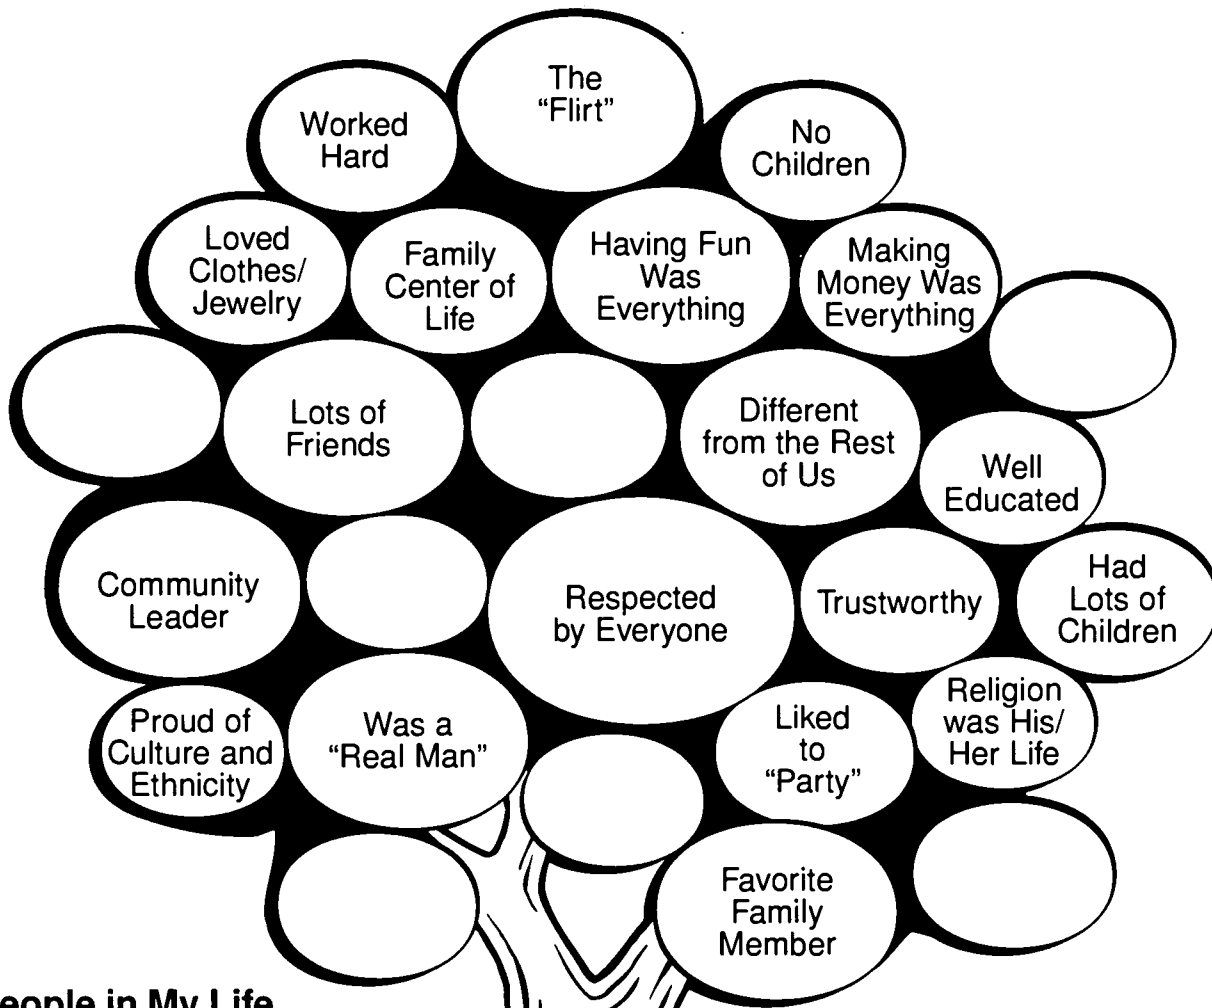 The
“Flirt”
Worked
Hard
No
Children
Loved
Clothes/
Jewelry
Family
Center of
Life
Having Fun
Was
Everything
Making
Money Was
Everything
Lots of
Friends
Different
from the Rest
of Us
Well
Educated
Community
Leader
Respected
by Everyone
Trustworthy
Had
Lots of
Children
Proud of
Culture and
Ethnicity
Was a
“Real Man”
Liked
to
“Party”
Religion
was His/
Her Life
Favorite
Family
Member
in My Life